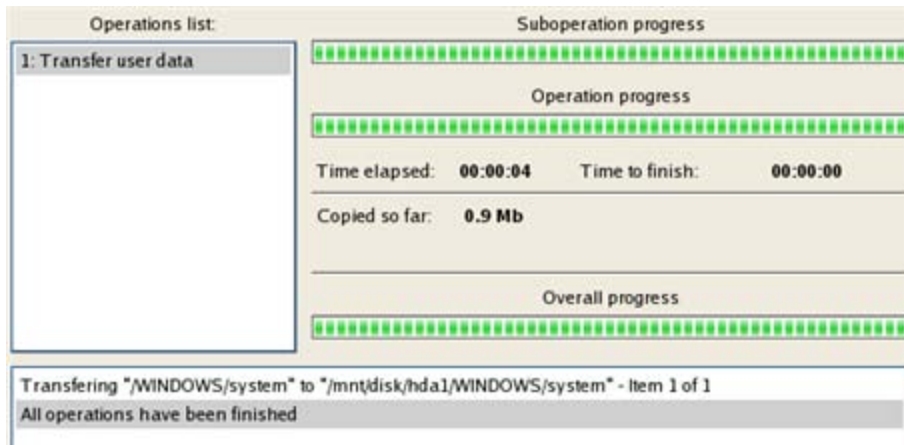 Operations list:
1: Transfer user data
Suboperation progress
Operation progress
Time elapsed: 00:00:04 Time to finish: 00:00:00
Copied so far: 0.9 Mb
Overall progress
Transfering "/WINDOWS/system" to "/mnt/disk/hda1/WINDOWS/system" - Item 1 of 1
All operations have been finished